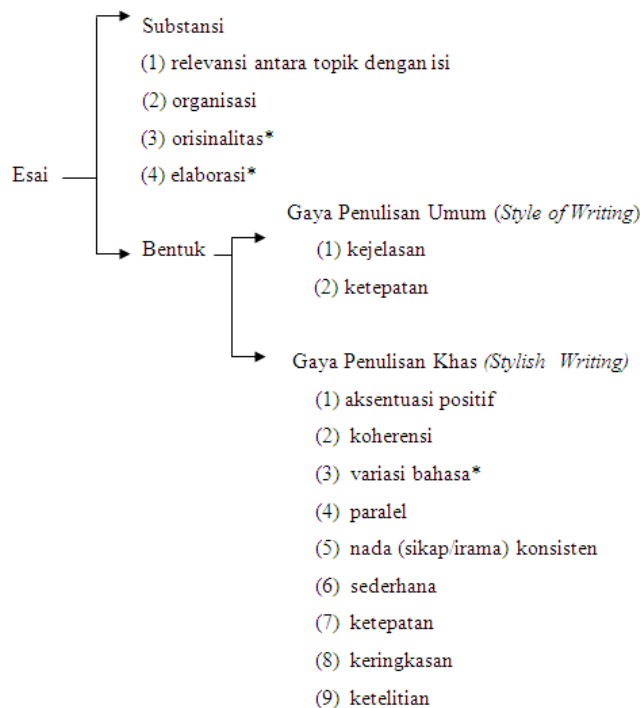 Substansi
(1) relevansi antara topik dengan isi
(2) organisasi
(3) orisinalitas*
(4) elaborasi*
Esai
Bentuk
Gaya Penulisan Umum (Style of Writing)
(1) kejelasan
(2) ketepatan
Gaya Penulisan Khas (Stylish Writing)
(1) aksentuasi positif
(2) koherensi
(3) variasi bahasa*
(4) paralel
(5) nada (sikap/irama) konsisten
(6) sederhana
(7) ketepatan
(8) keringkasan
(9) ketelitian